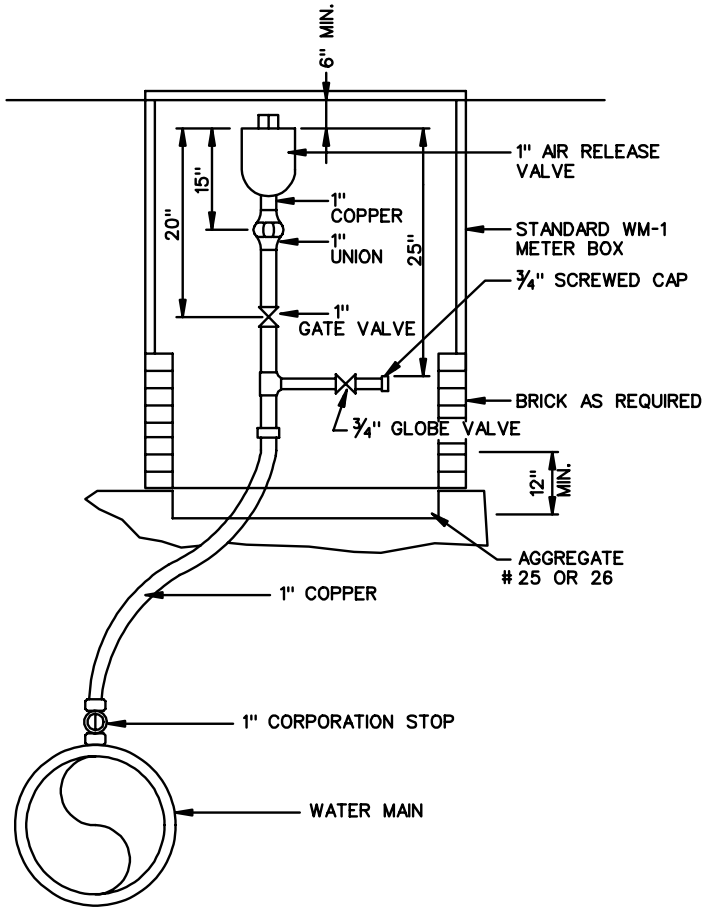 6" MIN.
1" AIR RELEASE
VALVE
15"
20"
25"
1"
COPPER
1"
UNION
STANDARD WM-1
METER BOX
3/4" SCREWED CAP
1"
GATE VALVE
BRICK AS REQUIRED
3/4" GLOBE VALVE
12"
MIN.
AGGREGATE
# 25 OR 26
1" COPPER
1" CORPORATION STOP
WATER MAIN